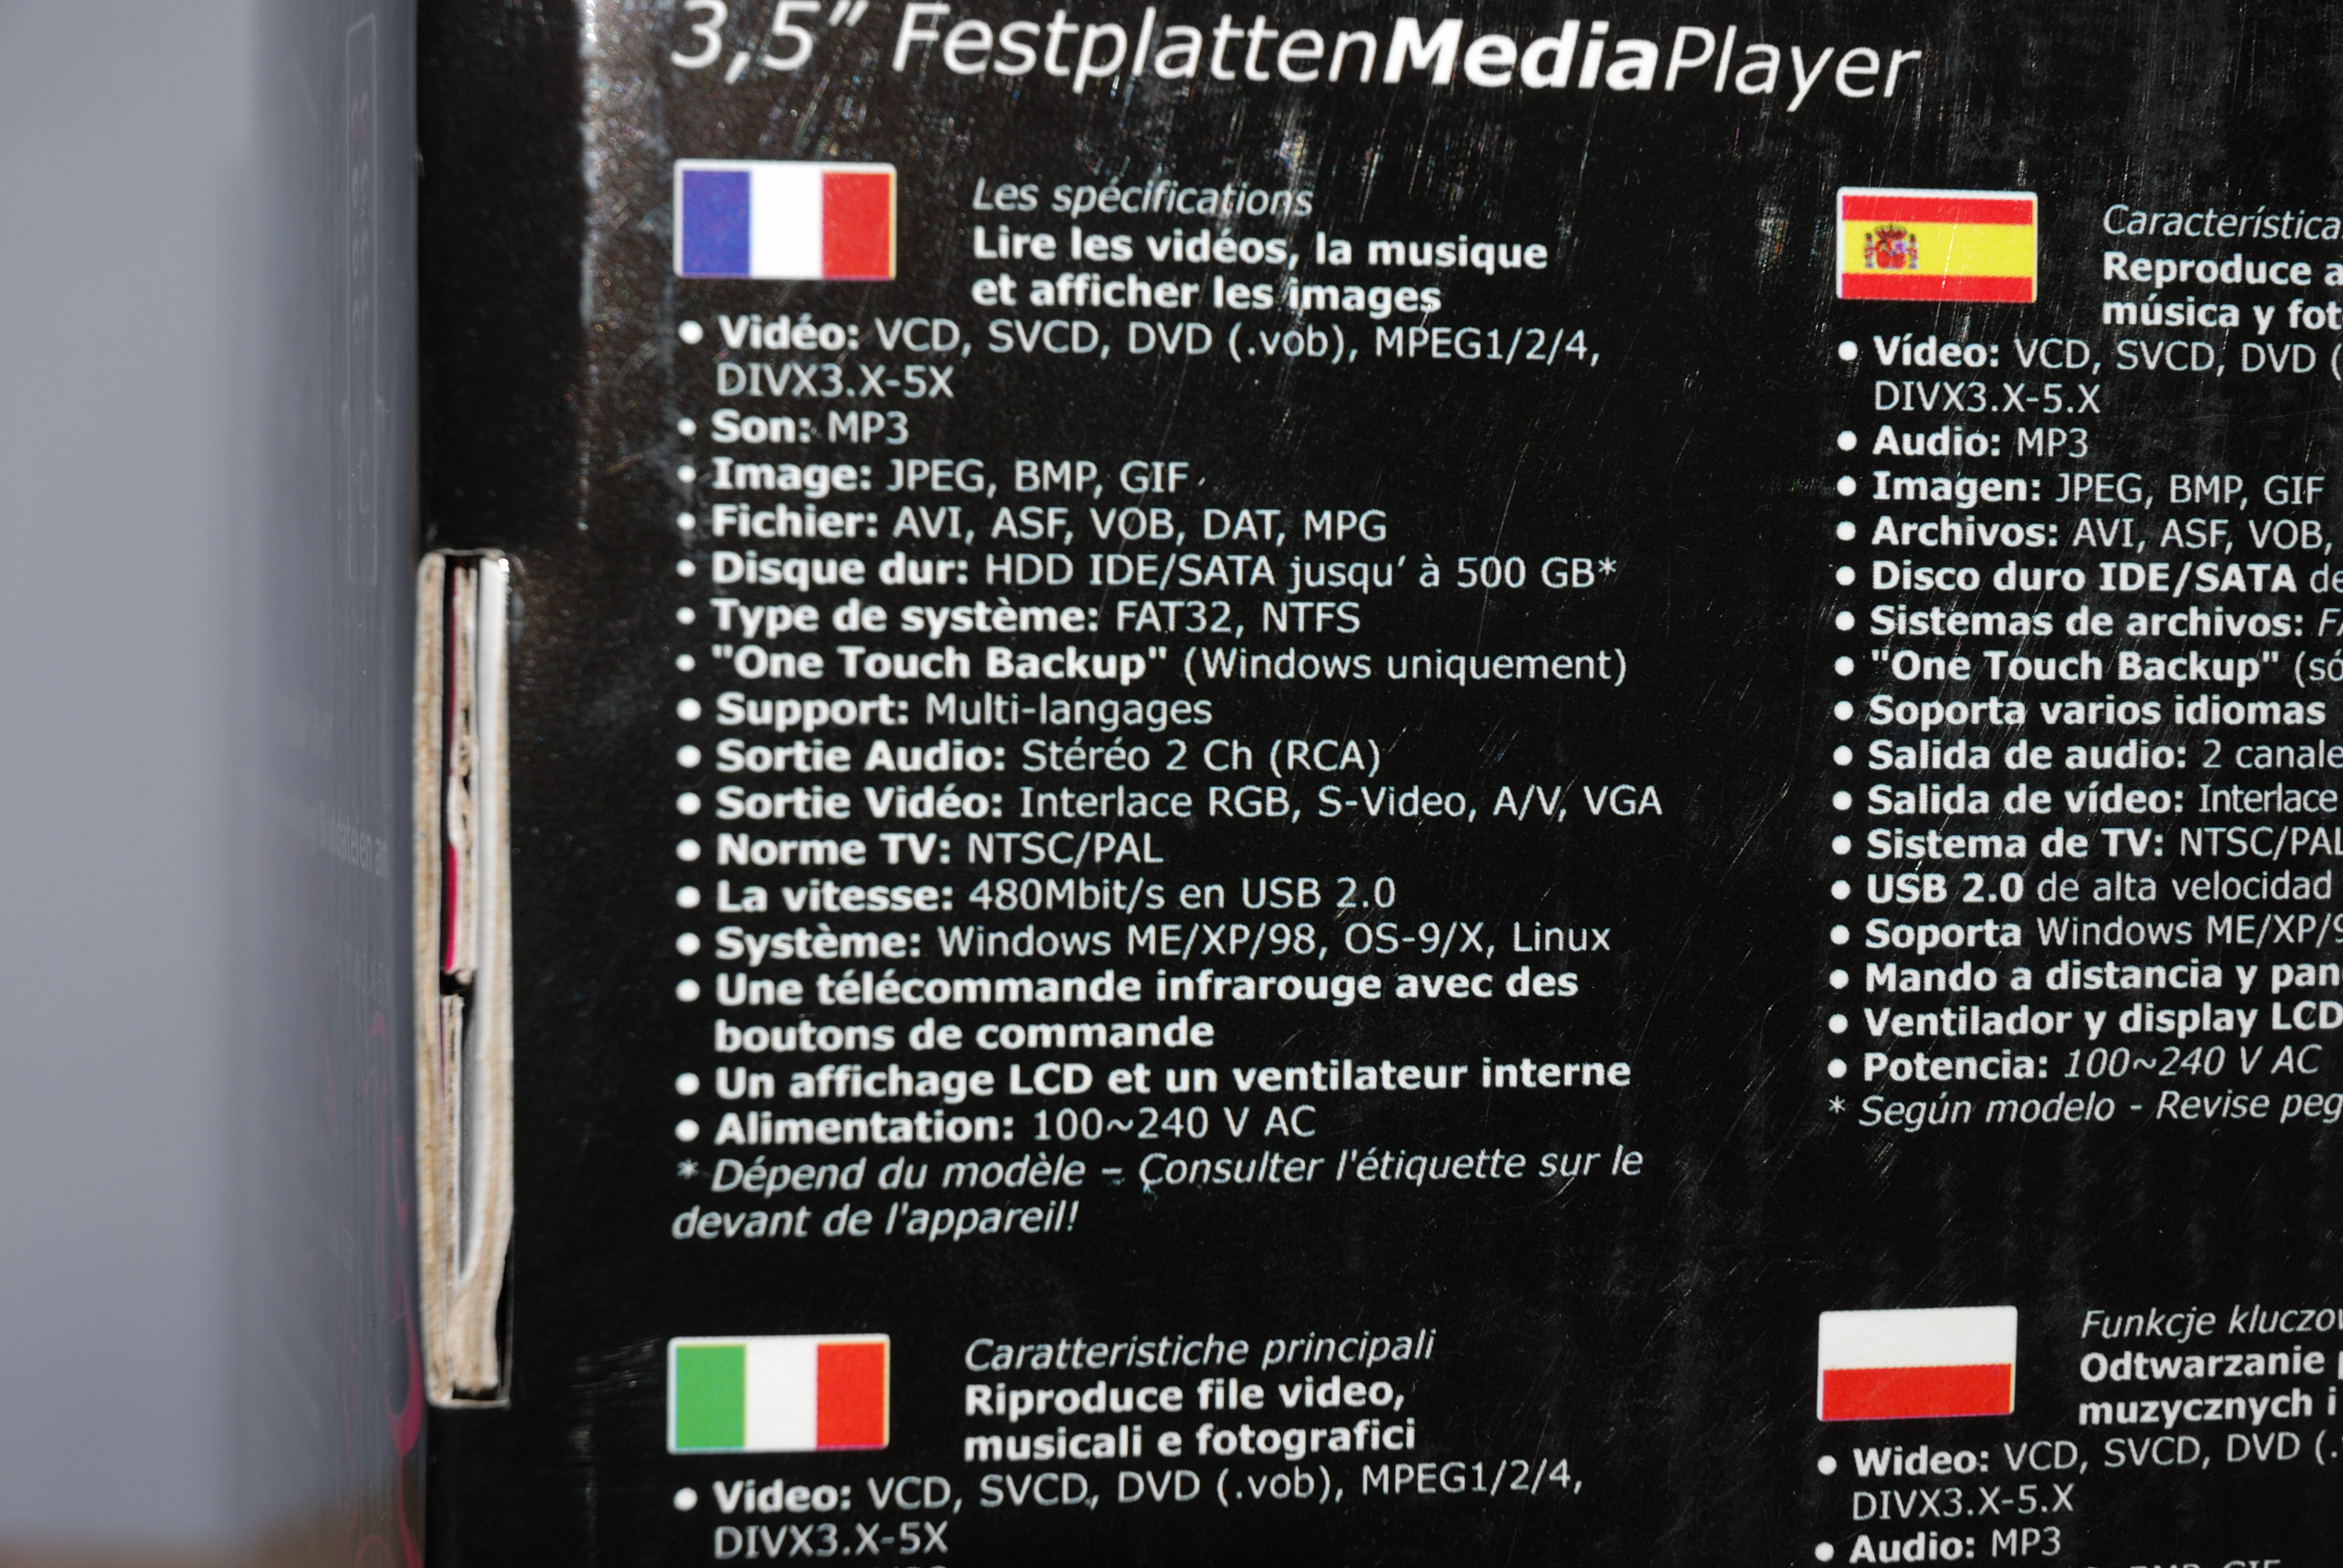 3,5” FestplattenMediaPlayer
Les spécifications
Lire les vidéos, la musique
et afficher les images
• Vidéo: VCD, SVCD, DVD (.vob), MPEG1/2/4,
DIVX3.X-5X
• Son: MP3
• Image: JPEG, BMP, GIF
• Fichier: AVI, ASF, VOB, DAT, MPG
• Disque dur: HDD IDE/SATA jusqu’ à 500 GB*
• Type de système: FAT32, NTFS
• "One Touch Backup" (Windows uniquement)
• Support: Multi-langages
• Sortie Audio: Stéréo 2 Ch (RCA)
• Sortie Vidéo: Interlace RGB, S-Video, A/V, VGA
• Norme TV: NTSC/PAL
• La vitesse: 480Mbit/s en USB 2.0
• Système: Windows ME/XP/98, OS-9/X, Linux
• Une télécommande infrarouge avec des
boutons de commande
• Un affichage LCD et un ventilateur interne
• Alimentation: 100~240 V AC
* Dépend du modèle – Consulter l'étiquette sur le
devant de l'appareil!
Característica
Reproduce a
música y fot
• Vídeo: VCD, SVCD, DVD (
DIVX3.X-5.X
• Audio: MP3
• Imagen: JPEG, BMP, GIF
• Archivos: AVI, ASF, VOB,
• Disco duro IDE/SATA de
• Sistemas de archivos: F
• "One Touch Backup" (só
• Soporta varios idiomas
• Salida de audio: 2 canale
• Salida de vídeo: Interlace
• Sistema de TV: NTSC/PAL
• USB 2.0 de alta velocidad
• Soporta Windows ME/XP/9
• Mando a distancia y pan
• Ventilador y display LCD
• Potencia: 100~240 V AC
* Según modelo - Revise peg
Caratteristiche principali
Riproduce file video,
musicali e fotografici
• Video: VCD, SVCD, DVD (.vob), MPEG1/2/4,
DIVX3.X-5X
Funkcje kluczo
Odtwarzanie
muzycznych i
• Wideo: VCD, SVCD, DVD (.
DIVX3.X-5.X
• Audio: MP3